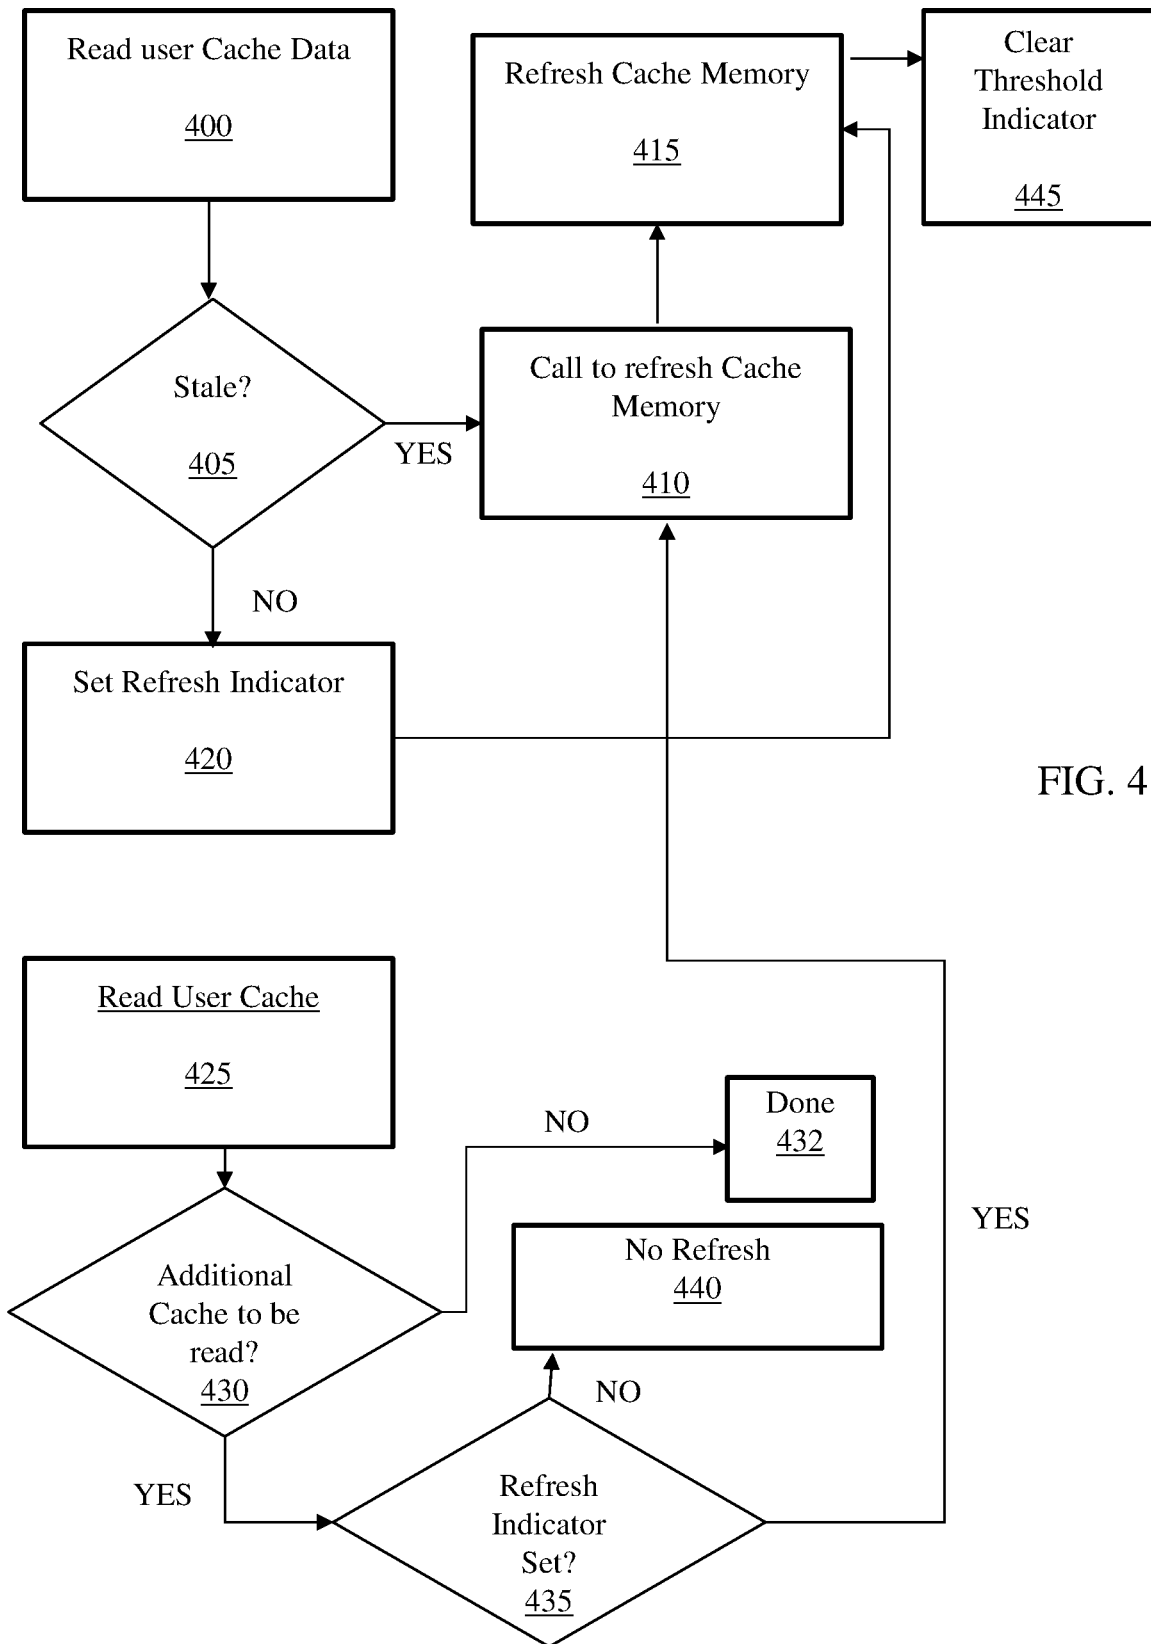 Read user Cache Data
400
Refresh Cache Memory
415
Clear
Threshold
Indicator
445
Stale?
405
YES
Call to refresh Cache
Memory
410
NO
Set Refresh Indicator
420
FIG. 4
Read User Cache
425
NO
Done
432
YES
Additional
Cache to be
read?
430
No Refresh
440
NO
YES
Refresh
Indicator
Set?
435